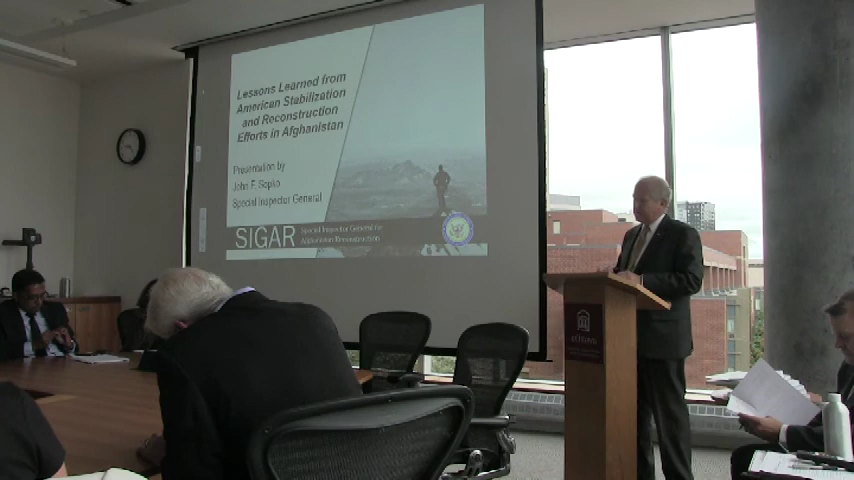 Lessons Learned from
American Stabilization
and Reconstruction
Efforts in Afghanistan
Presentation by
John F. Sopko
Special Inspector General
SIGAR
Special Inspector General for
Afghanistan Reconstruction
uOttawa